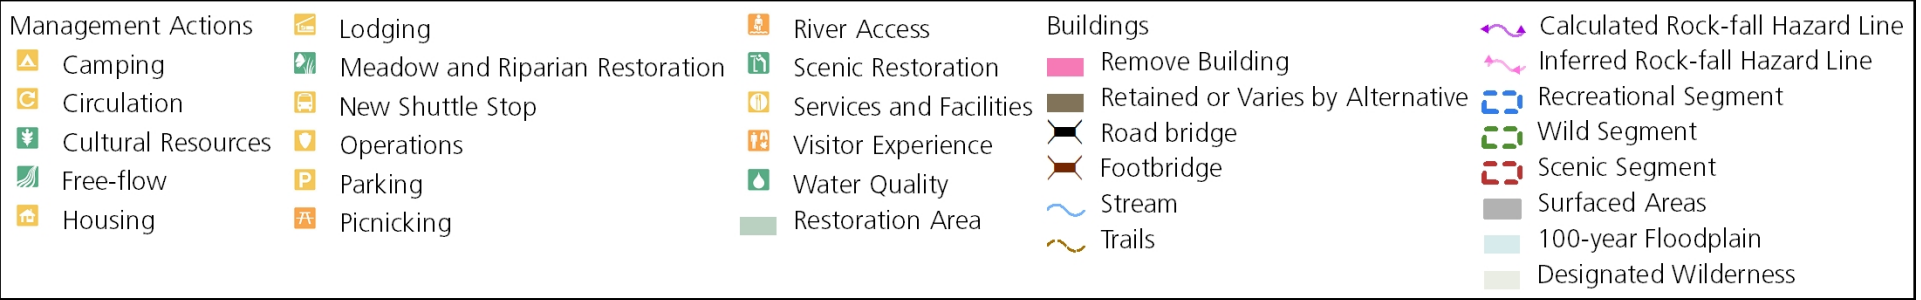 Management Actions
Camping
Circulation
Cultural Resources
Free-flow
Housing
Lodging
Meadow and Riparian Restoration
New Shuttle Stop
Operations
P Parking
Picnicking
River Access
Scenic Restoration
Services and Facilities
Visitor Experience
Water Quality
Restoration Area
Buildings
Remove Building
Retained or Varies by Alternative
Road bridge
Footbridge
Stream
Trails
Calculated Rock-fall Hazard Line
Inferred Rock-fall Hazard Line
Recreational Segment
Wild Segment
Scenic Segment
Surfaced Areas
100-year Floodplain
Designated Wilderness